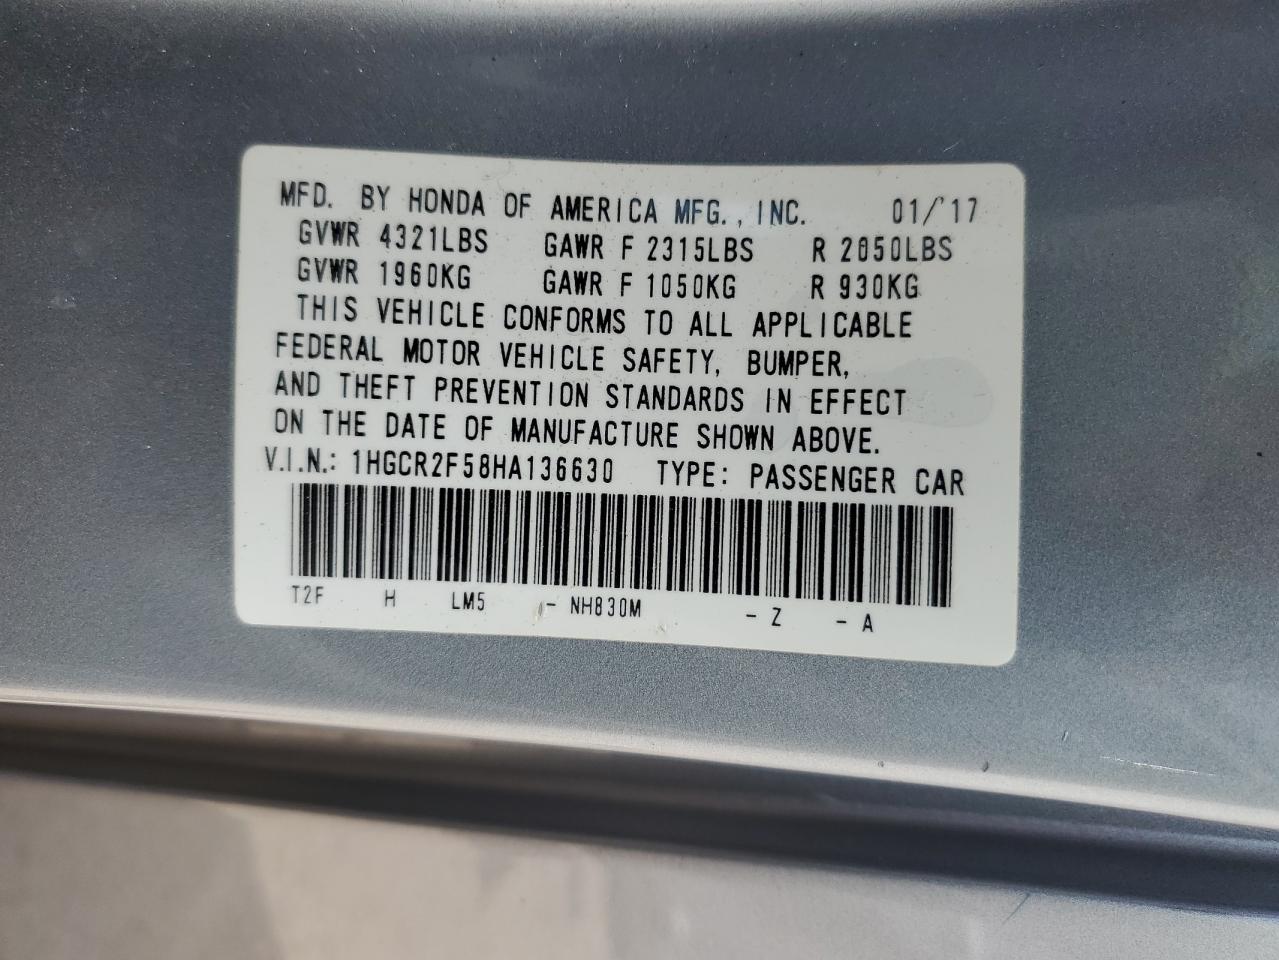 MFD. BY HONDA OF AMERICA MFG., INC. 01/'17
GVWR 4321LBS GAWR F 2315LBS R 2050LBS
GVWR 1960KG GAWR F 1050KG R 930KG
THIS VEHICLE CONFORMS TO ALL APPLICABLE
FEDERAL MOTOR VEHICLE SAFETY, BUMPER,
AND THEFT PREVENTION STANDARDS IN EFFECT
ON THE DATE OF MANUFACTURE SHOWN ABOVE.
V.I.N.: 1HGCR2F58HA136630 TYPE: PASSENGER CAR
T2F H LM5 - NH830M - Z - A